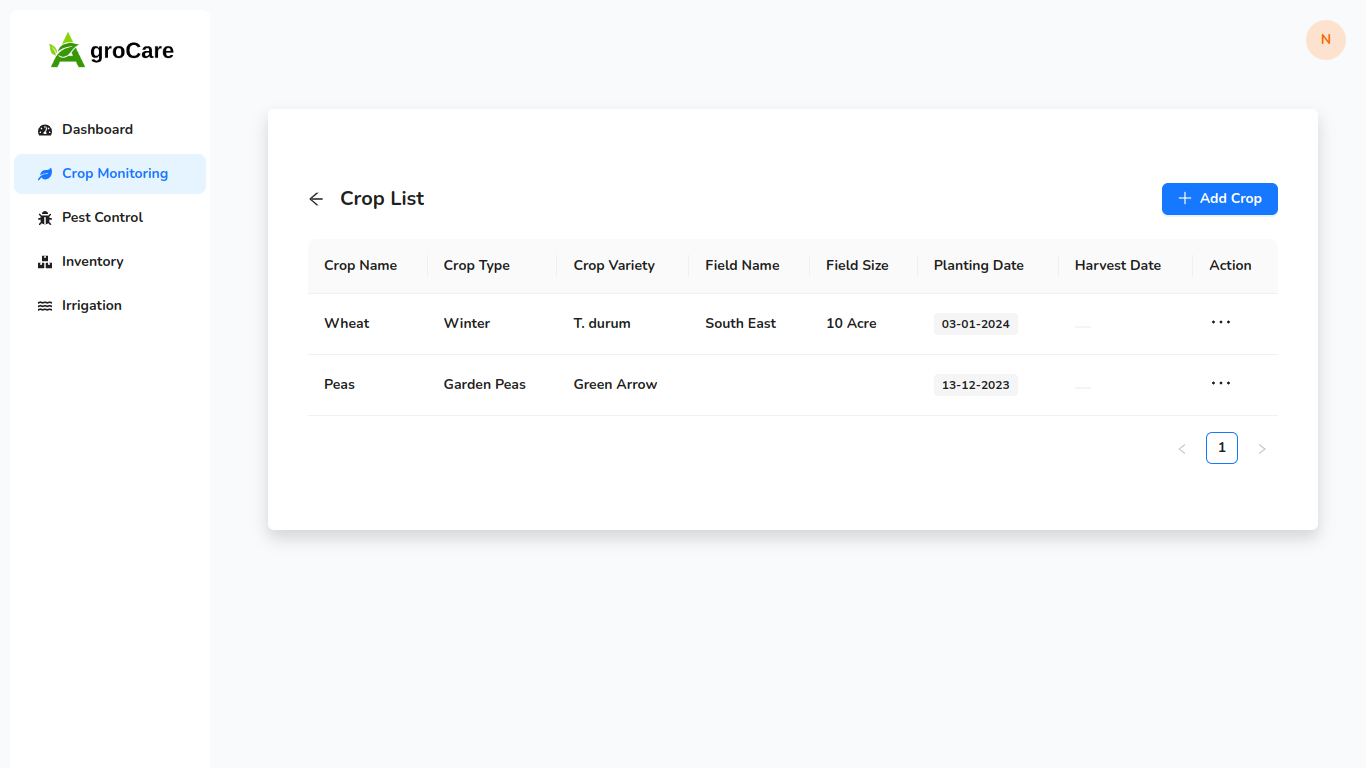 groCare
N
Dashboard
Crop Monitoring
Pest Control
Inventory
Irrigation
Crop List
Add Crop
Crop Name Crop Type Crop Variety Field Name Field Size Planting Date Harvest Date Action
Wheat Winter T. durum South East 10 Acre 03-01-2024
Peas Garden Peas Green Arrow 13-12-2023
1